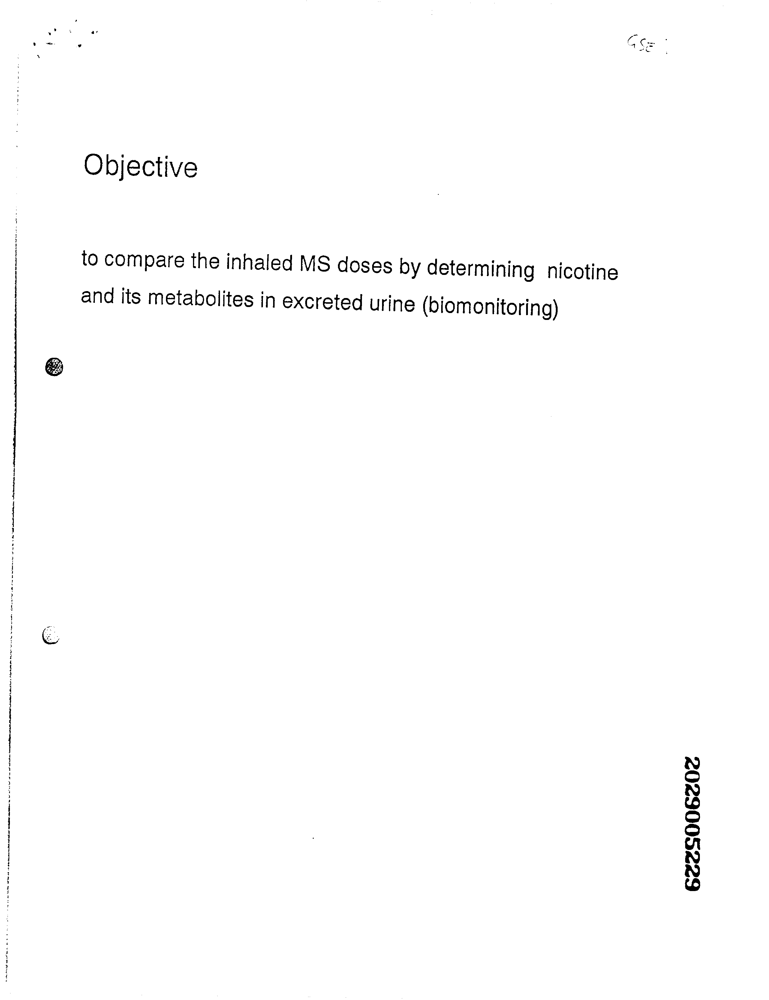 GSE
Objective
to compare the inhaled MS doses by determining nicotine
and its metabolites in excreted urine (biomonitoring)
2029005229